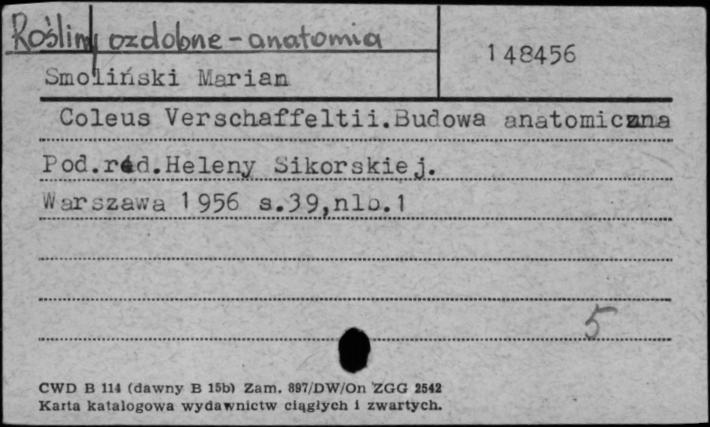 Rośliny ozdobne - anatomia
148456
Smoliński Marian
Coleus Verschaffeltii.Budowa anatomiczna
Pod.red.Heleny Sikorskiej.
Warszawa 1956 s.39,nlb.1
5
CWD B 114 (dawny B 15b) Zam. 897/DW/On ZGG 2542
Karta katalogowa wydawnictw ciągłych i zwartych.